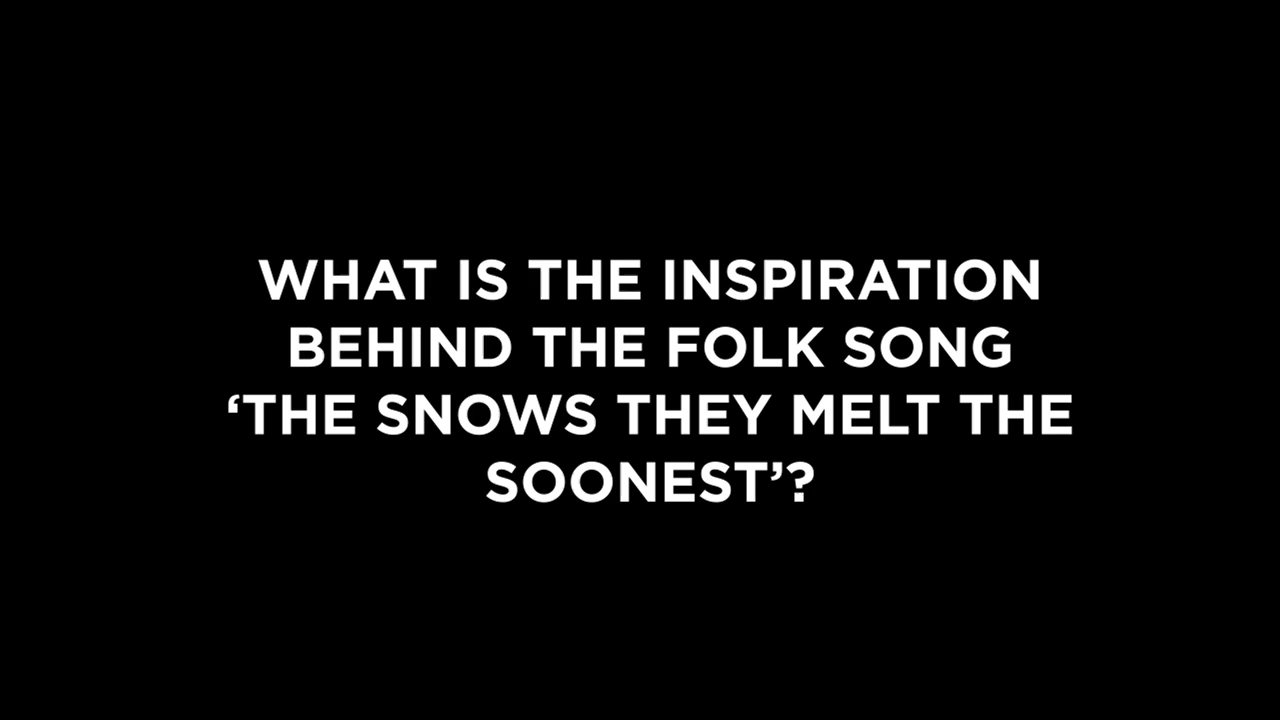 WHAT IS THE INSPIRATION
BEHIND THE FOLK SONG
‘THE SNOWS THEY MELT THE
SOONEST’?